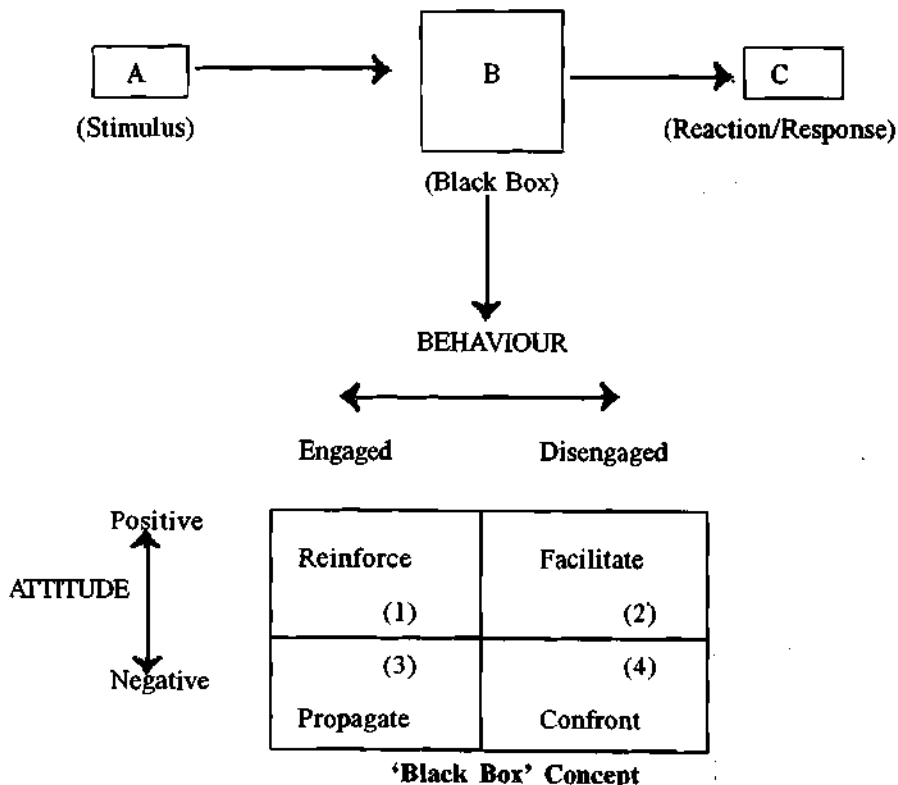 A
B
C
(Stimulus)
(Reaction/Response)
(Black Box)
BEHAVIOUR
Engaged Disengaged
Positive
Reinforce Facilitate
ATTITUDE
(1) (2)
(3) (4)
Negative
Propagate Confront
'Black Box' Concept